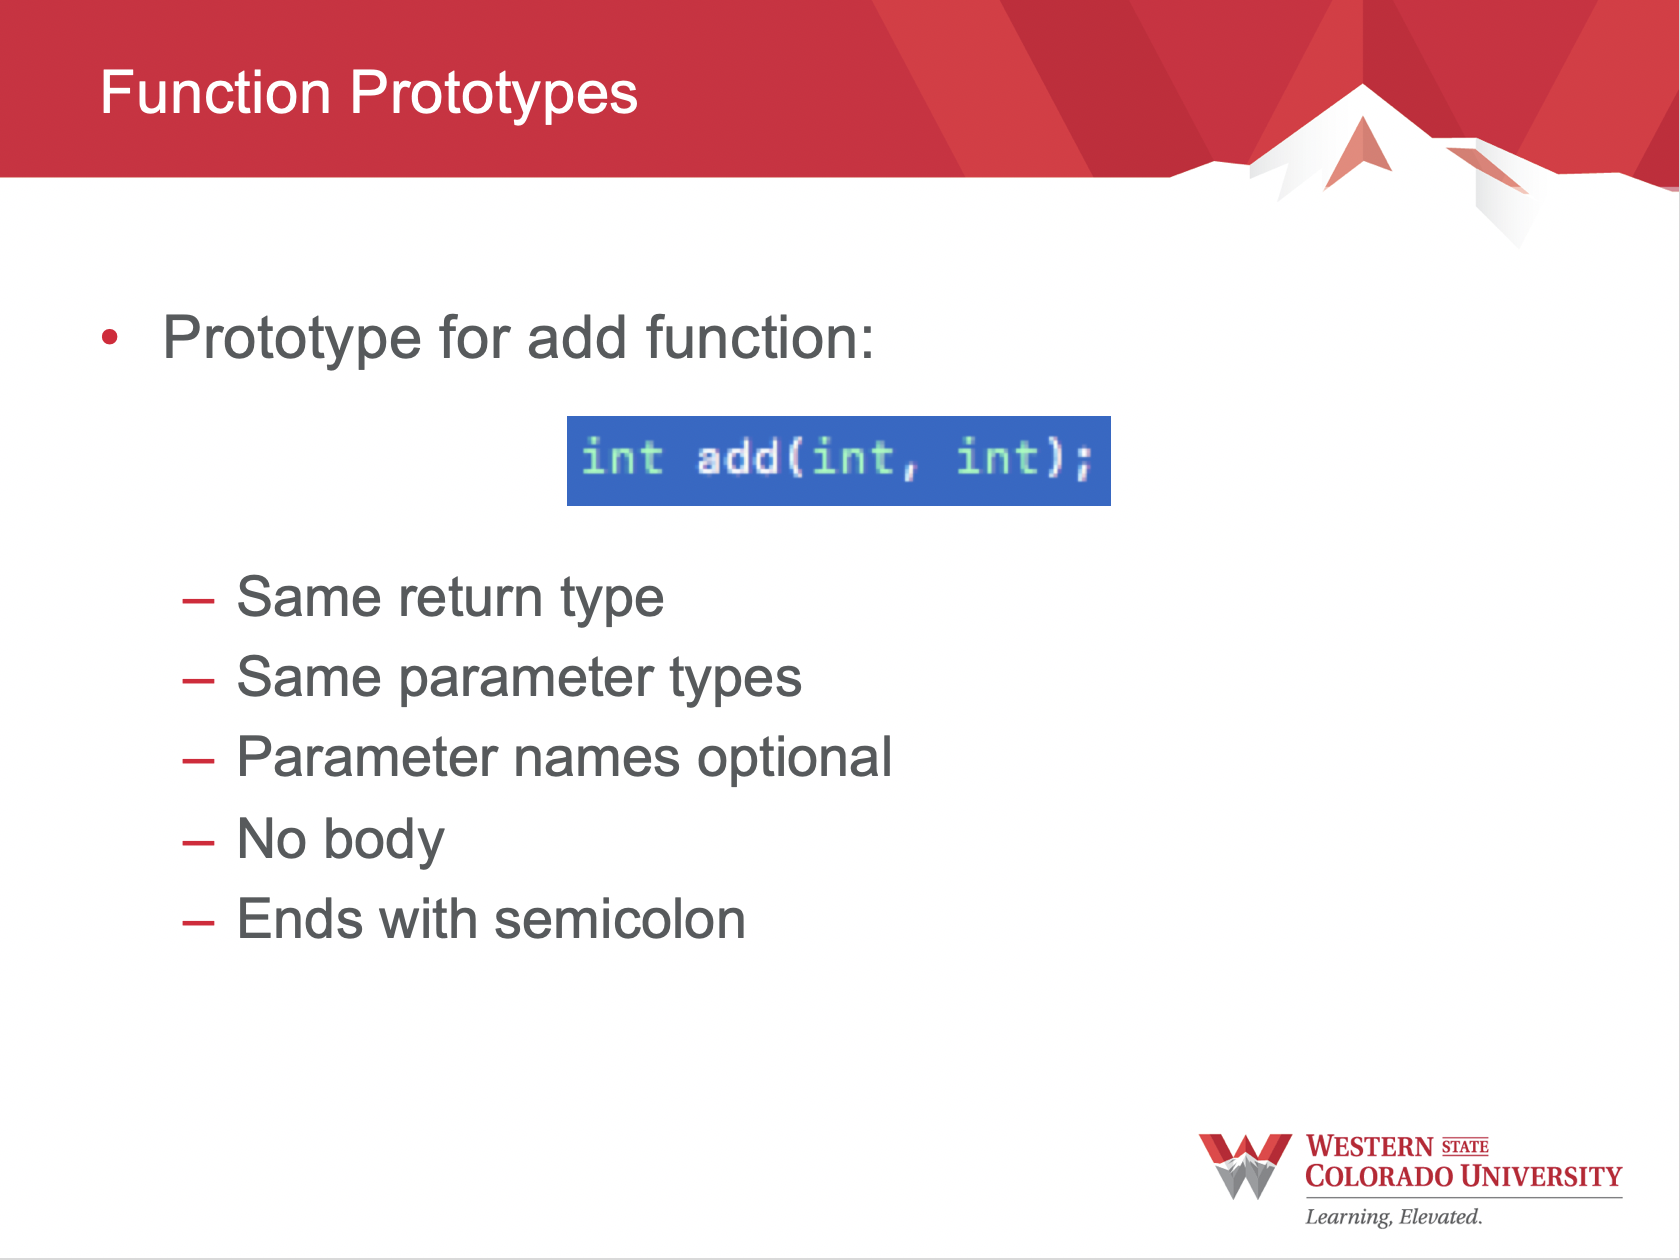 Function Prototypes
• Prototype for add function:
int add(int, int);
– Same return type
– Same parameter types
– Parameter names optional
– No body
– Ends with semicolon
WESTERN STATE
COLORADO UNIVERSITY
Learning, Elevated.